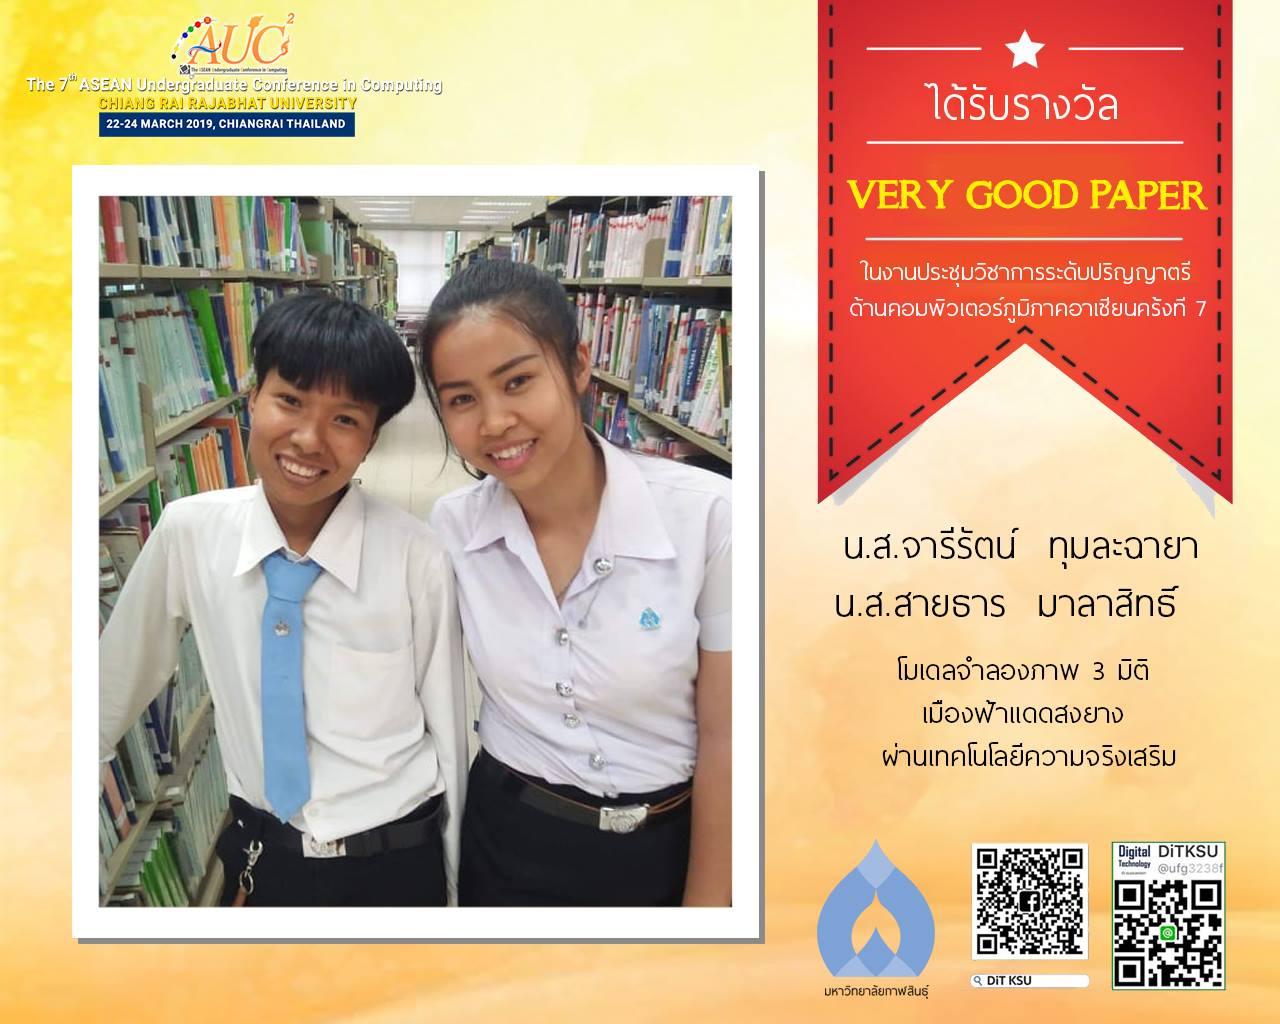 AUC²
The ASEAN Undergraduate Conference in Computing
The 7th ASEAN Undergraduate Conference in Computing
CHIANG RAI RAJABHAT UNIVERSITY
22-24 MARCH 2019, CHIANGRAI THAILAND
ได้รับรางวัล
VERY GOOD PAPER
ในงานประชุมวิชาการระดับปริญญาตรี
ด้านคอมพิวเตอร์ภูมิภาคอาเซียนครั้งที่ 7
น.ส.จารีรัตน์ ทุมละฉายา
น.ส.สายธาร มาลาสิทธิ์
โมเดลจำลองภาพ 3 มิติ
เมืองฟ้าแดดสงยาง
ผ่านเทคโนโลยีความจริงเสริม
มหาวิทยาลัยกาฬสินธุ์
DiT KSU
Digital
Technology
DiTKSU
@ufg3238f